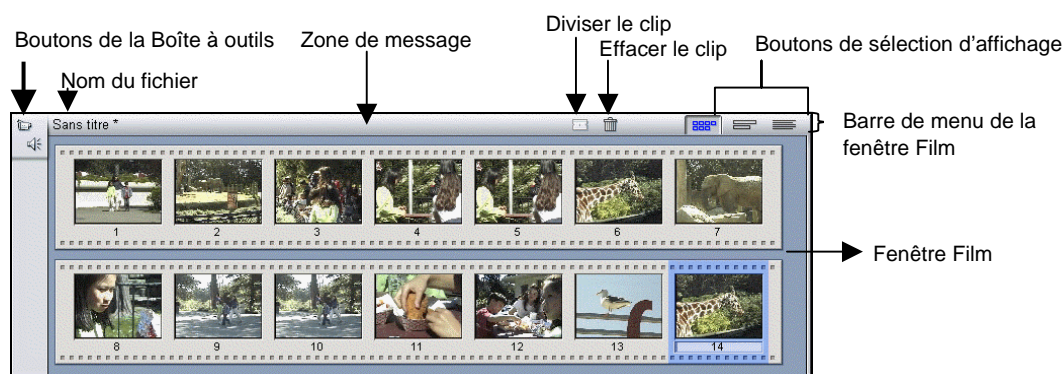 Diviser le clip
Boutons de la Boîte à outils
Zone de message
Effacer le clip
Boutons de sélection d'affichage
Nom du fichier
Sans titre *
Barre de menu de la
fenêtre Film
1 2 3 4 5 6 7
Fenêtre Film
8 9 10 11 12 13 14